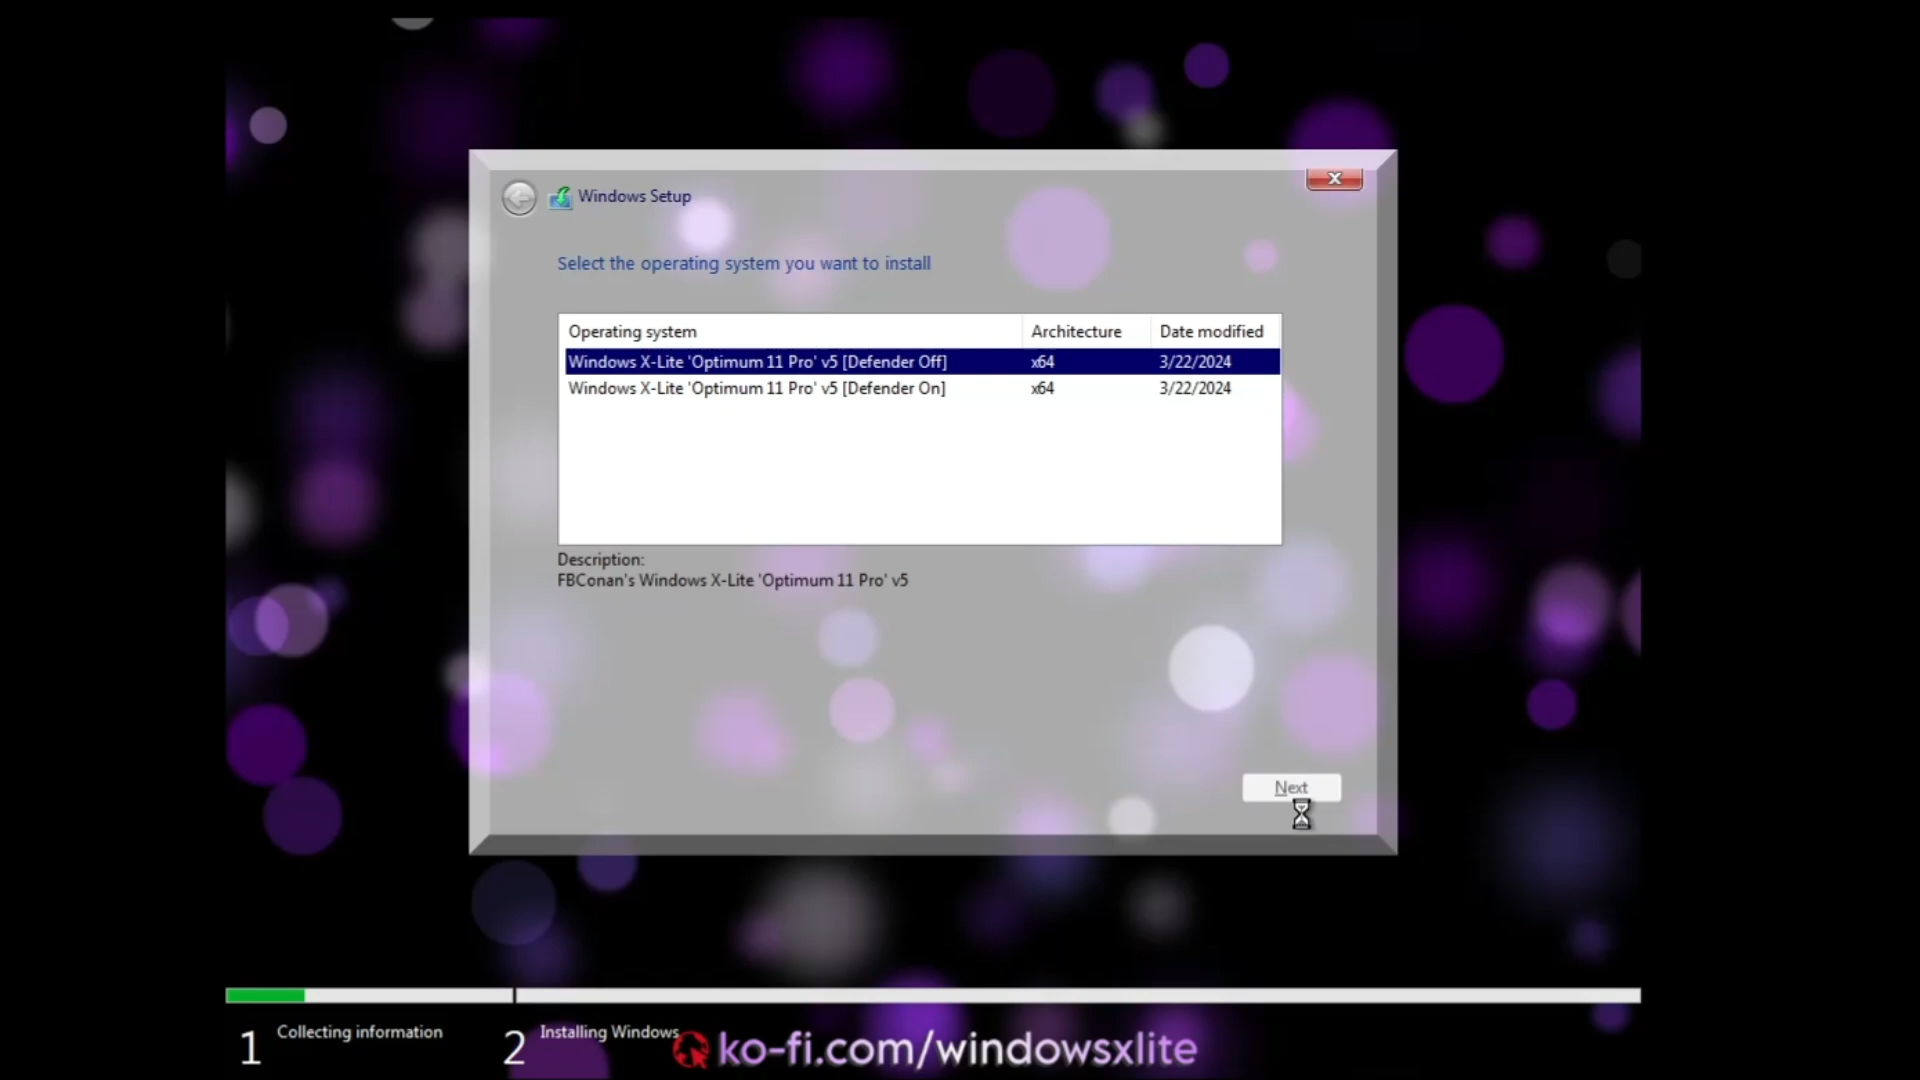 Windows Setup
Select the operating system you want to install
Operating system Architecture Date modified
Windows X-Lite 'Optimum 11 Pro' v5 [Defender Off] x64 3/22/2024
Windows X-Lite 'Optimum 11 Pro' v5 [Defender On] x64 3/22/2024
Description:
FBConan's Windows X-Lite 'Optimum 11 Pro' v5
Next
1 Collecting information
2 Installing Windows
ko-fi.com/windowsxlite